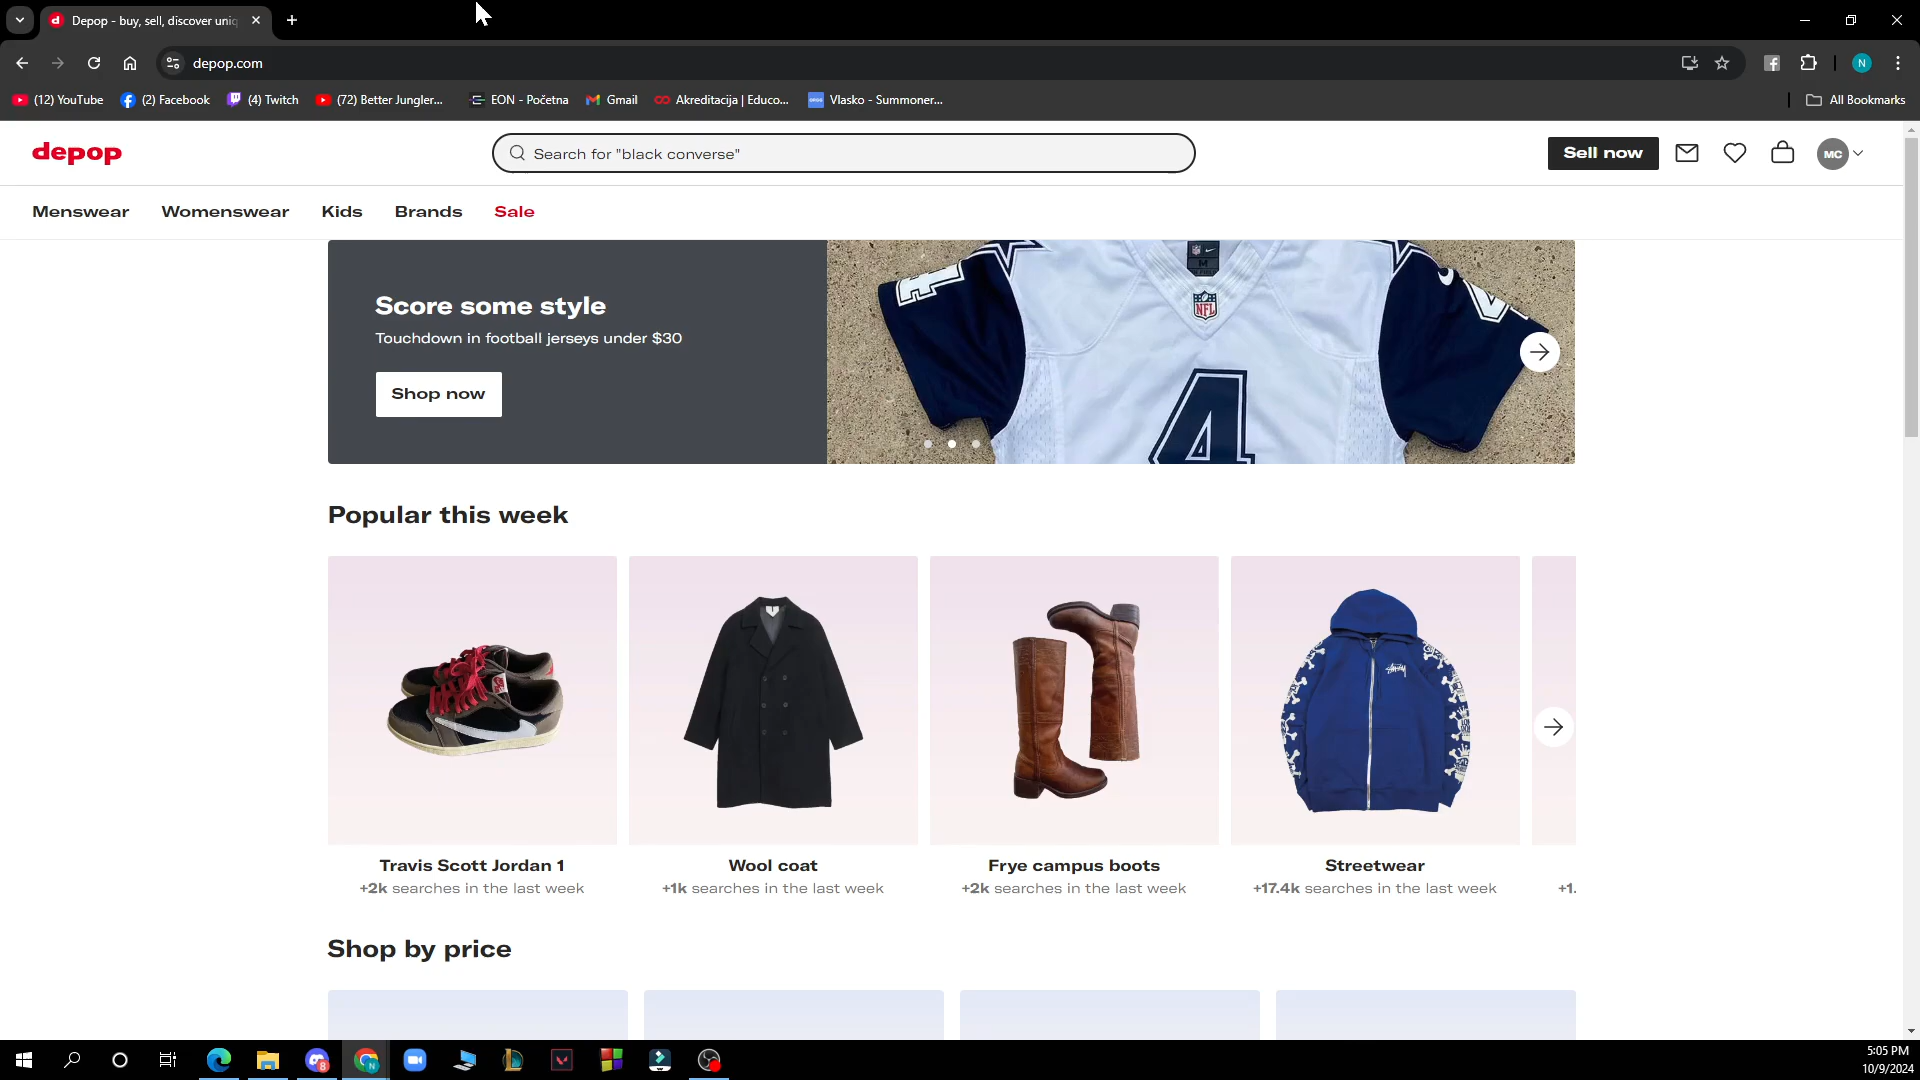 Depop - buy, sell, discover uniq
depop.com
(12) YouTube
(2) Facebook
(4) Twitch
(72) Better Jungler...
EON - Početna
Gmail
Akreditacija | Educo...
Vlasko - Summoner...
All Bookmarks
N
depop
Search for "black converse"
Sell now
MC
Menswear
Womenswear
Kids
Brands
Sale
Score some style
Touchdown in football jerseys under $30
Shop now
NFL
M
4
Popular this week
Travis Scott Jordan 1
+2k searches in the last week
Wool coat
+1k searches in the last week
Frye campus boots
+2k searches in the last week
Streetwear
+17.4k searches in the last week
+1.
Shop by price
8
N
5:05 PM
10/9/2024